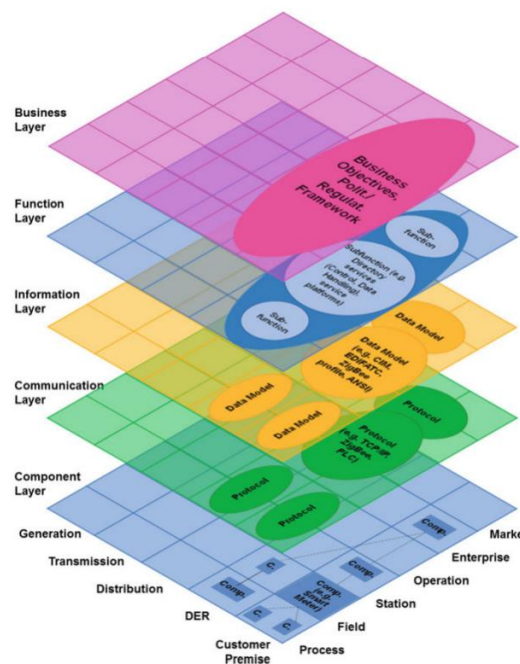 Business
Layer
Business
Objectives,
Polit./
Regulat.
Framework
Function
Layer
Sub-
function
Subfunction (e.g.
Directory
services
(Control, Data
Handling),
service
platforms)
Sub-
function
Information
Layer
Data Model
Data Model
(e.g. CIM,
EDIFATC,
ZigBee
profile, ANSI)
Data Model
Data Model
Communication
Layer
Protocol
Protocol
(e.g. TCP/IP,
ZigBee,
PLC)
Protocol
Protocol
Component
Layer
Generation
Transmission
Distribution
DER
Customer
Premise
Comp.
C.
Comp.
Comp.
Comp.
(e.g.
Smart
Meter)
C.
C.
Marke
Enterprise
Operation
Station
Field
Process